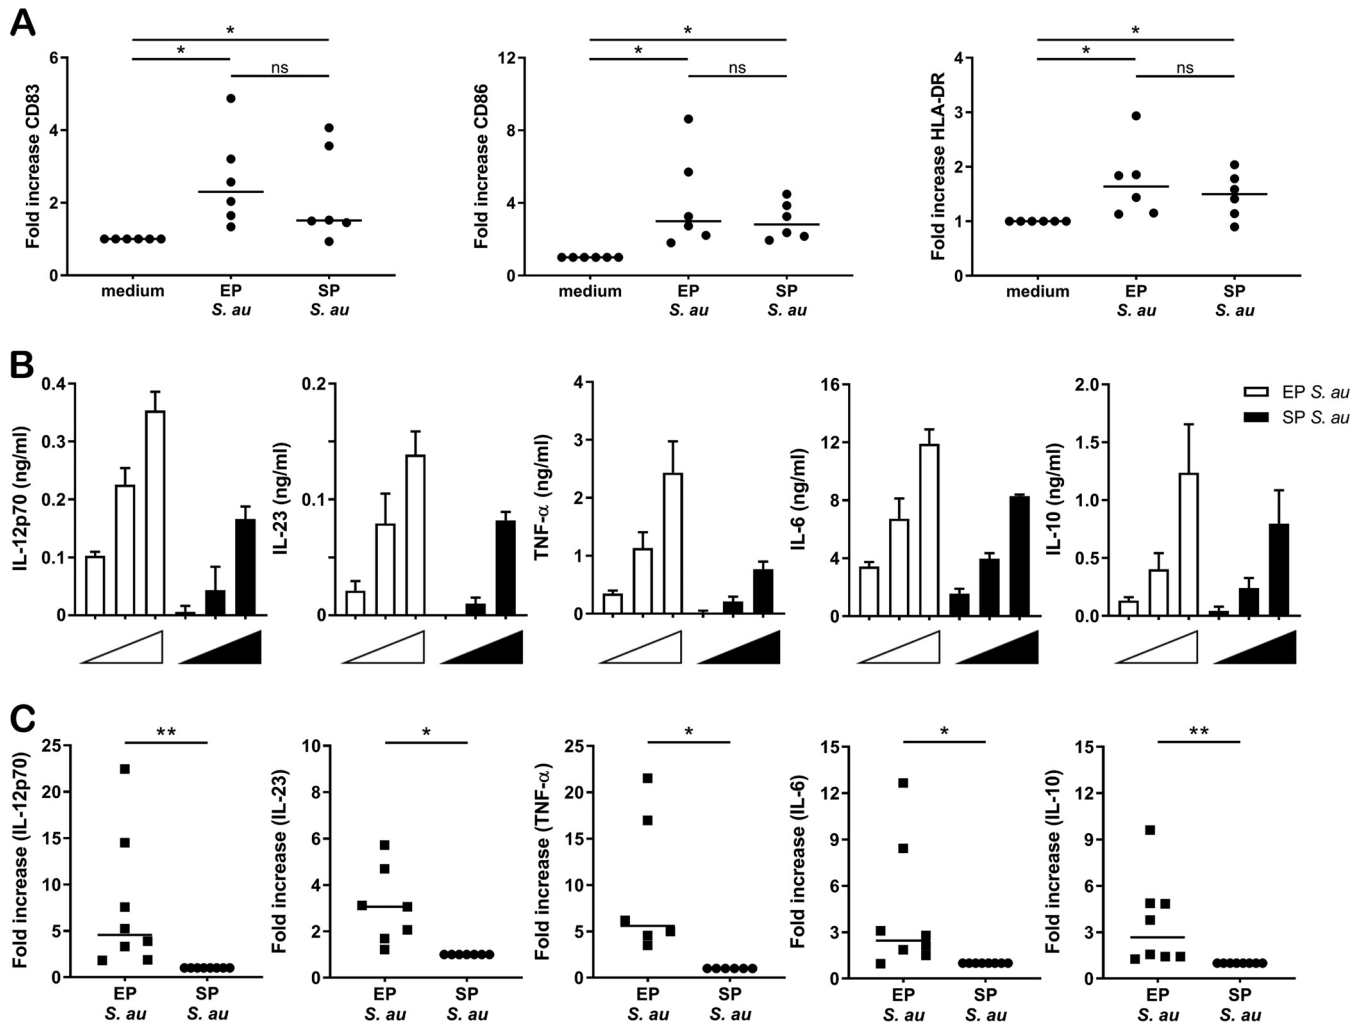 A
* * ns
Fold increase CD83
6
4
2
0
medium EP SP
S. au S. au
* * ns
Fold increase CD86
12
8
4
0
medium EP SP
S. au S. au
* * ns
Fold increase HLA-DR
4
3
2
1
0
medium EP SP
S. au S. au
B
IL-12p70 (ng/ml)
0.4
0.3
0.2
0.1
0
IL-23 (ng/ml)
0.2
0.1
0
TNF-α (ng/ml)
4
3
2
1
0
IL-6 (ng/ml)
16
12
8
4
0
IL-10 (ng/ml)
2.0
1.5
1.0
0.5
0.0
EP S. au
SP S. au
C
**
Fold increase (IL-12p70)
25
20
15
10
5
0
EP SP
S. au S. au
*
Fold increase (IL-23)
10
8
6
4
2
0
EP SP
S. au S. au
*
Fold increase (TNF-α)
25
20
15
10
5
0
EP SP
S. au S. au
*
Fold increase (IL-6)
15
12
9
6
3
0
EP SP
S. au S. au
**
Fold increase (IL-10)
15
12
9
6
3
0
EP SP
S. au S. au